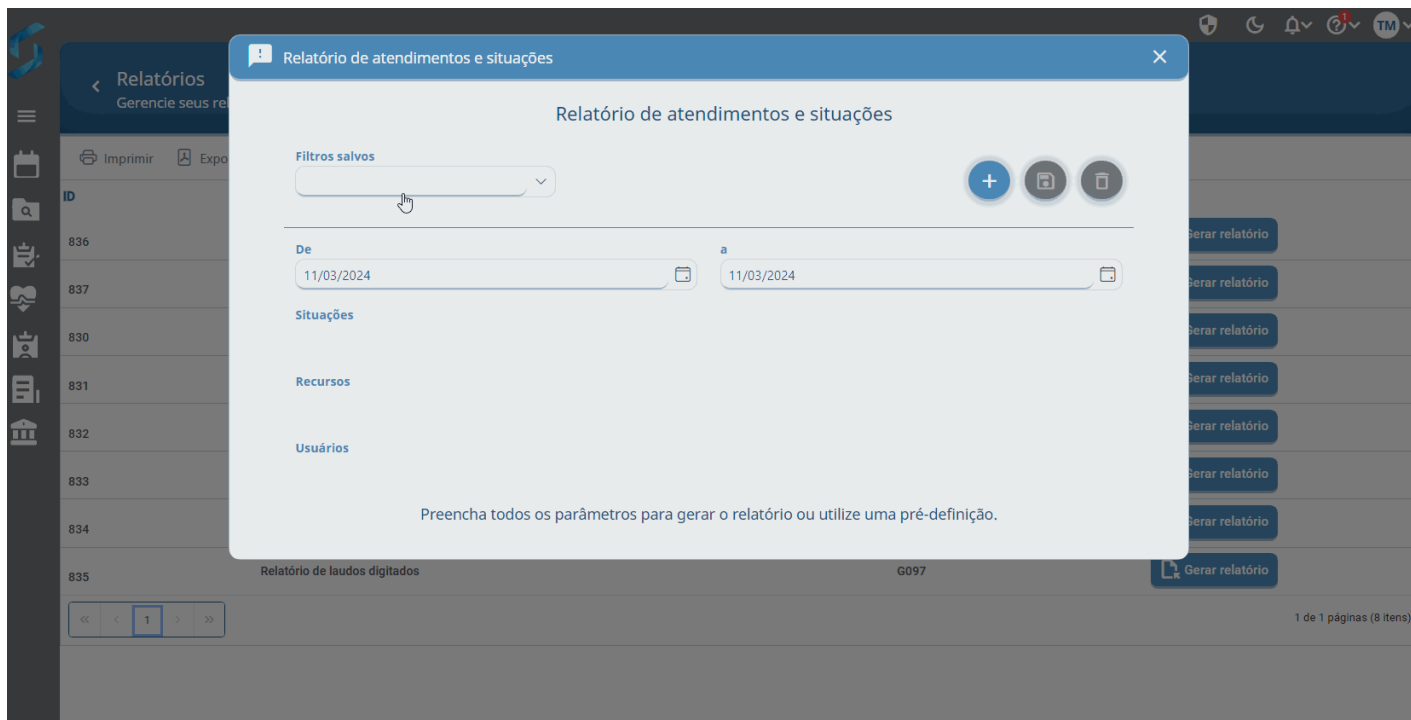 1
TM
Relatório de atendimentos e situações
Relatórios
Gerencie seus rel
Relatório de atendimentos e situações
Imprimir Expo
Filtros salvos
ID
836 Gerar relatório
De a
11/03/2024 11/03/2024
837 Gerar relatório
Situações
830 Gerar relatório
Recursos
831 Gerar relatório
832 Gerar relatório
Usuários
833 Gerar relatório
Preencha todos os parâmetros para gerar o relatório ou utilize uma pré-definição.
834 Gerar relatório
835 Relatório de laudos digitados G097 Gerar relatório
1 1 de 1 páginas (8 itens)